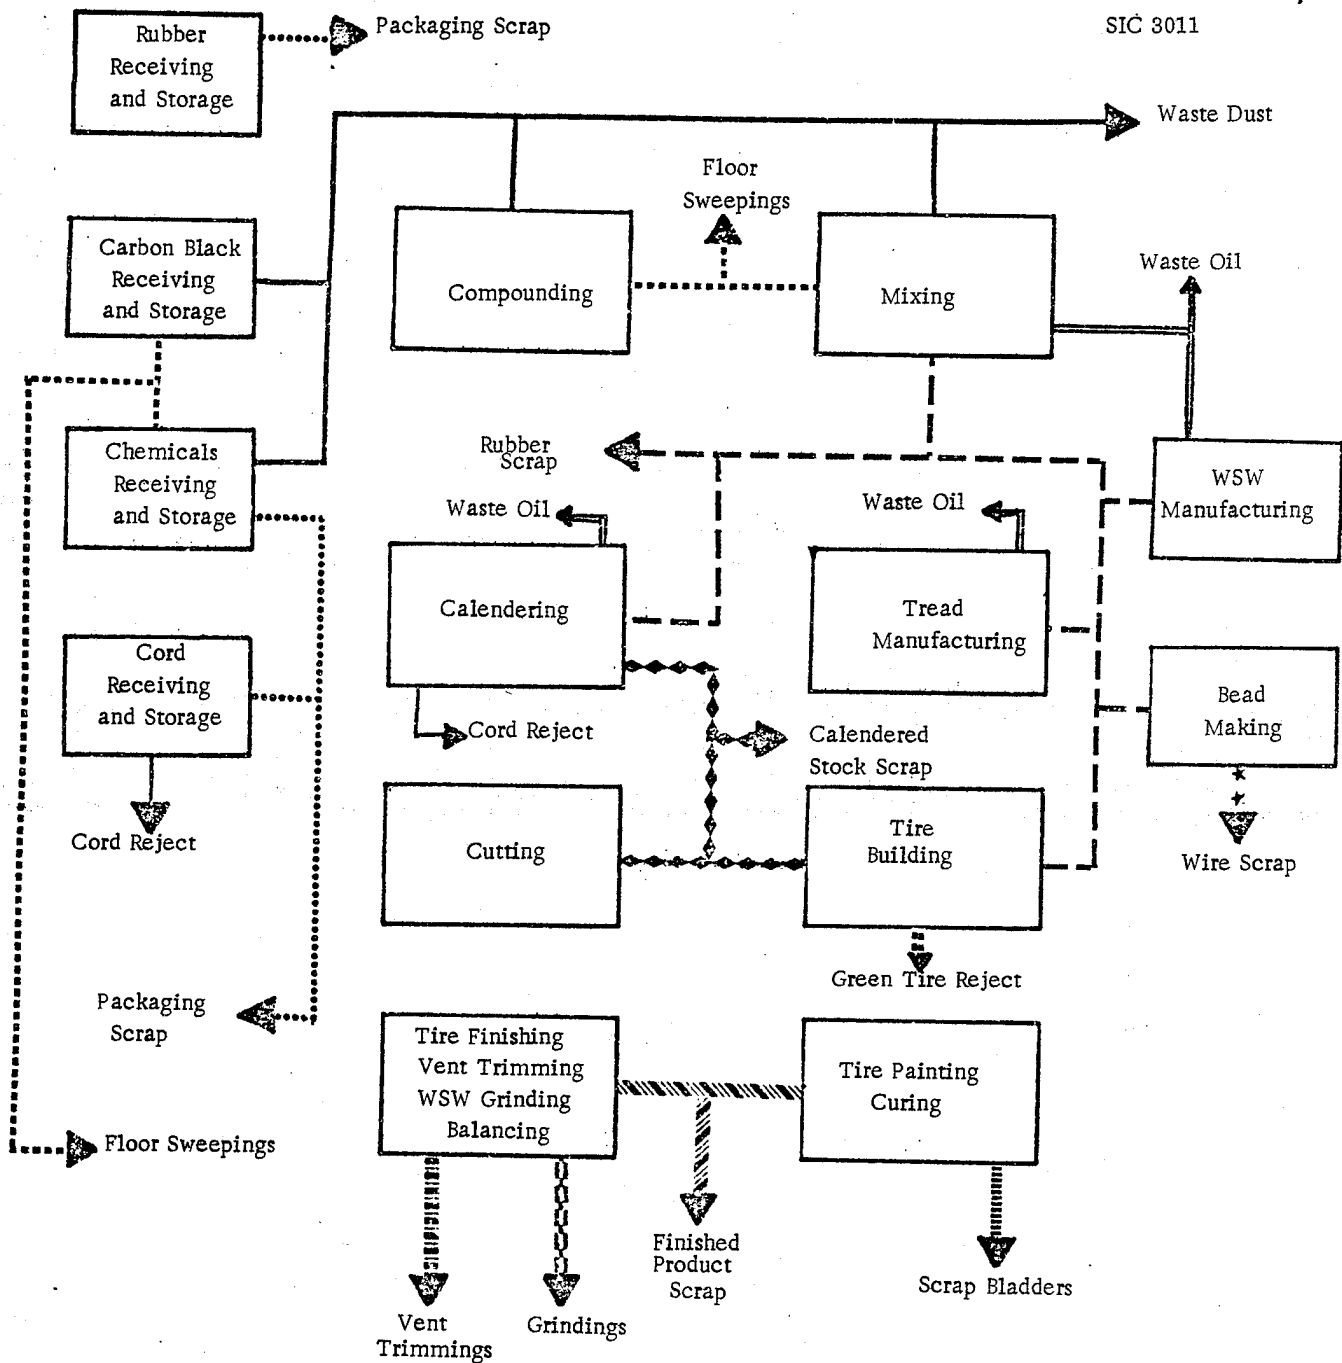 SIC 3011
Rubber
Receiving
and Storage
Packaging Scrap
Waste Dust
Carbon Black
Receiving
and Storage
Compounding
Floor
Sweepings
Mixing
Waste Oil
Chemicals
Receiving
and Storage
Rubber
Scrap
WSW
Manufacturing
Waste Oil
Calendering
Waste Oil
Tread
Manufacturing
Cord
Receiving
and Storage
Cord Reject
Cord Reject
Calendered
Stock Scrap
Bead
Making
Wire Scrap
Cutting
Tire
Building
Green Tire Reject
Packaging
Scrap
Floor Sweepings
Tire Finishing
Vent Trimming
WSW Grinding
Balancing
Tire Painting
Curing
Finished
Product
Scrap
Scrap Bladders
Vent
Trimmings
Grindings